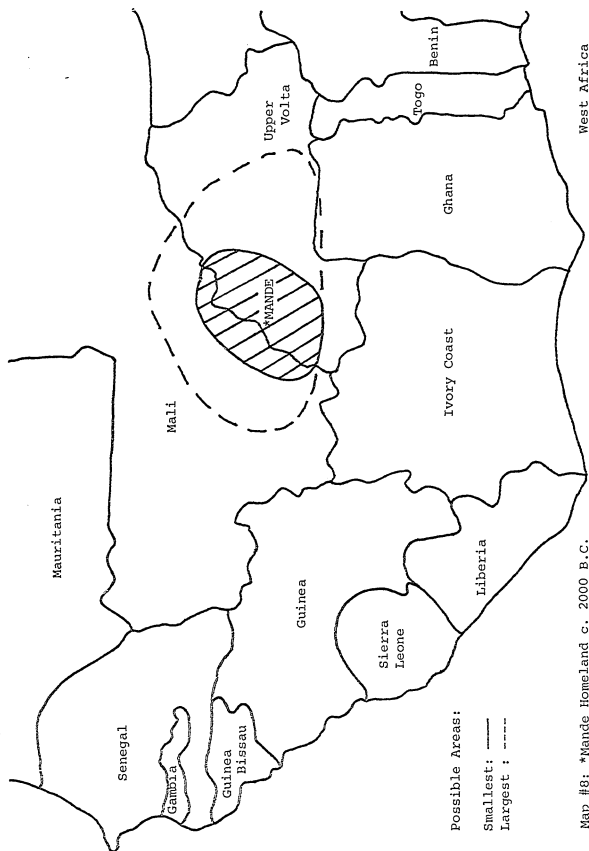 Mauritania
Mali
Senegal
Gambia
Guinea
Bissau
Guinea
Sierra
Leone
Liberia
Ivory Coast
*MANDE
Upper
Volta
Ghana
Togo
Benin
Possible Areas:
Smallest: ——
Largest : ----
Map #8: *Mande Homeland c. 2000 B.C.
West Africa